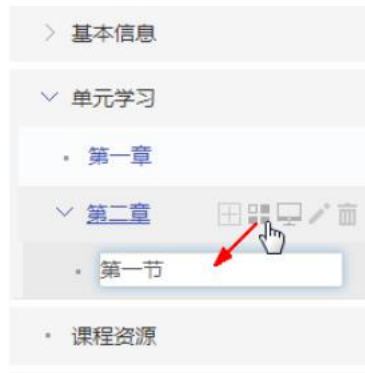 基本信息
单元学习
第一章
第二章
第一节
课程资源